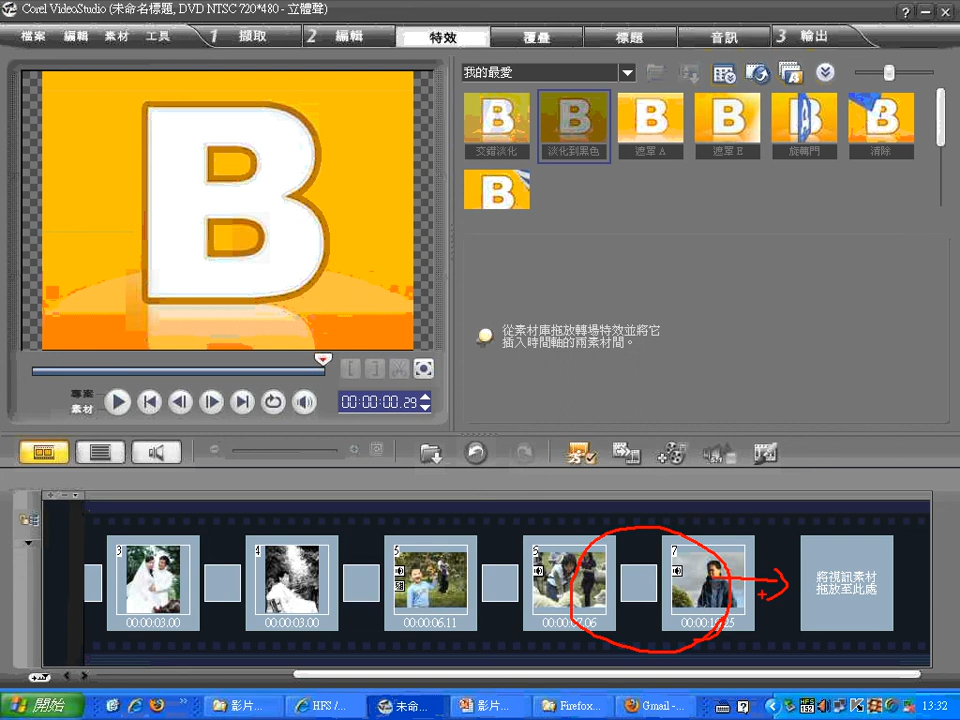 Corel VideoStudio (未命名標題, DVD NTSC 720*480 - 立體聲)
檔案 編輯 素材 工具 1 擷取 2 編輯 特效 覆疊 標題 音訊 3 輸出
我的最愛
B
B B B B B B
交錯淡化 淡化到黑色 遮罩 A 遮罩 E 旋轉門 清除
B
從素材庫拖放轉場特效並將它
插入時間軸的兩素材間。
專案
素材
00:00:00.29
3 4 5 5 7
將視訊素材
拖放至此處
00:00:03.00 00:00:03.00 00:00:06.11
開始 影片... HFS /... 未命... 影片... Firefox... Gmail -... 13:32